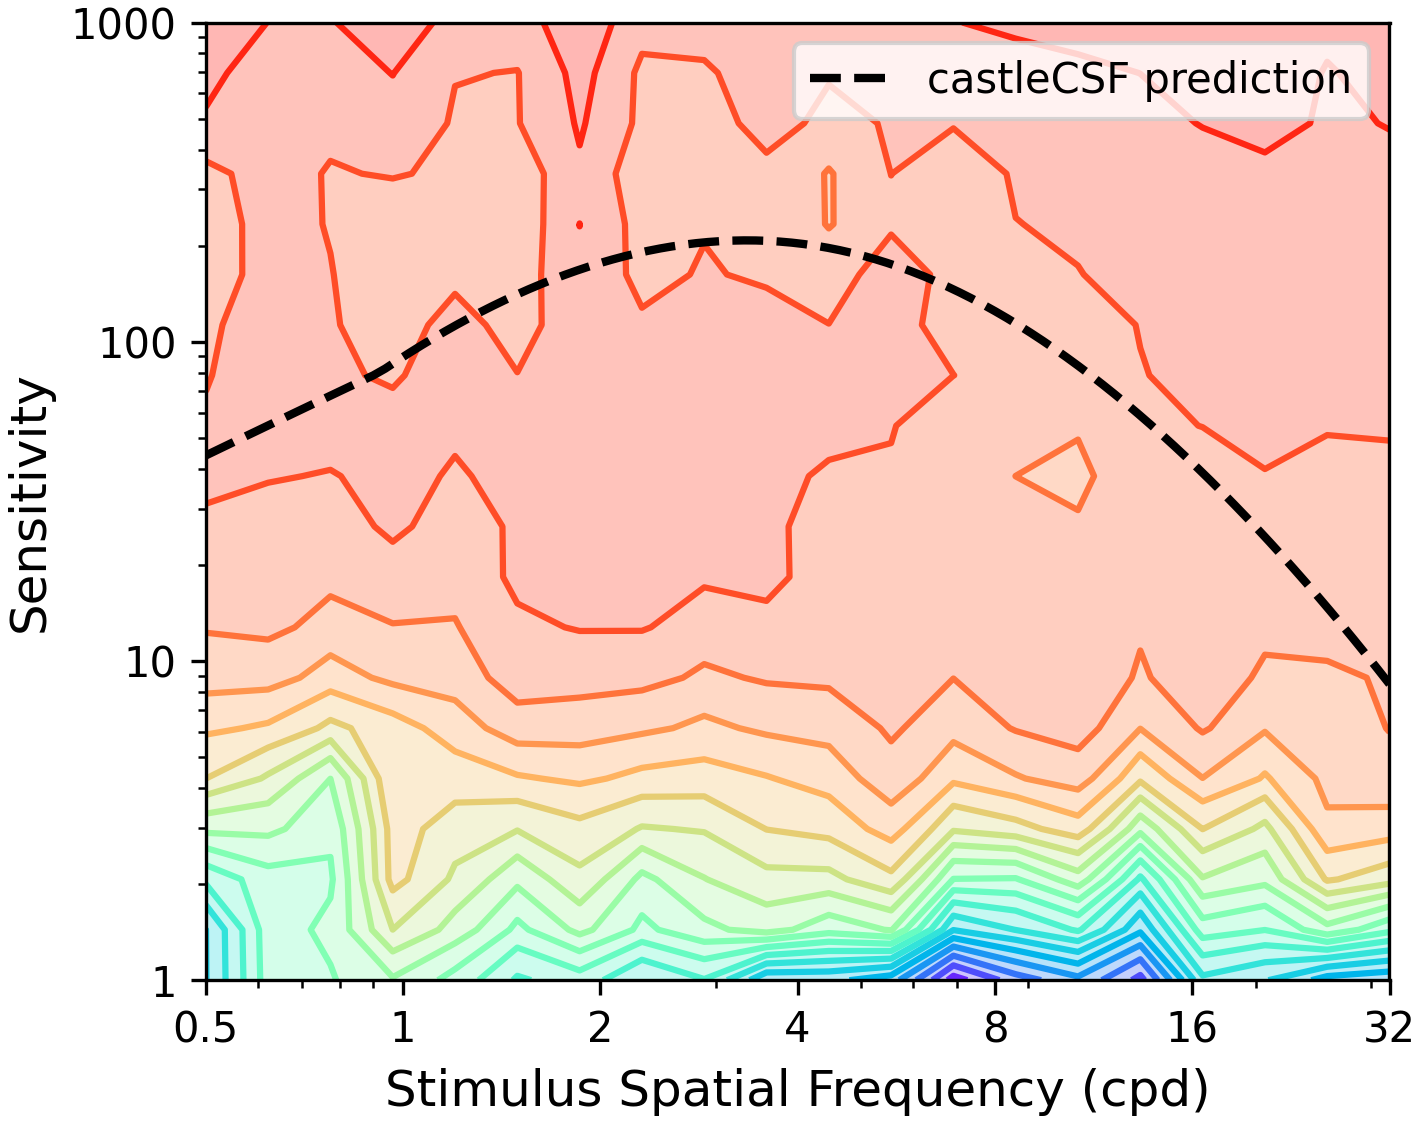 1000
castleCSF prediction
100
Sensitivity
10
1
0.5 1 2 4 8 16 32
Stimulus Spatial Frequency (cpd)